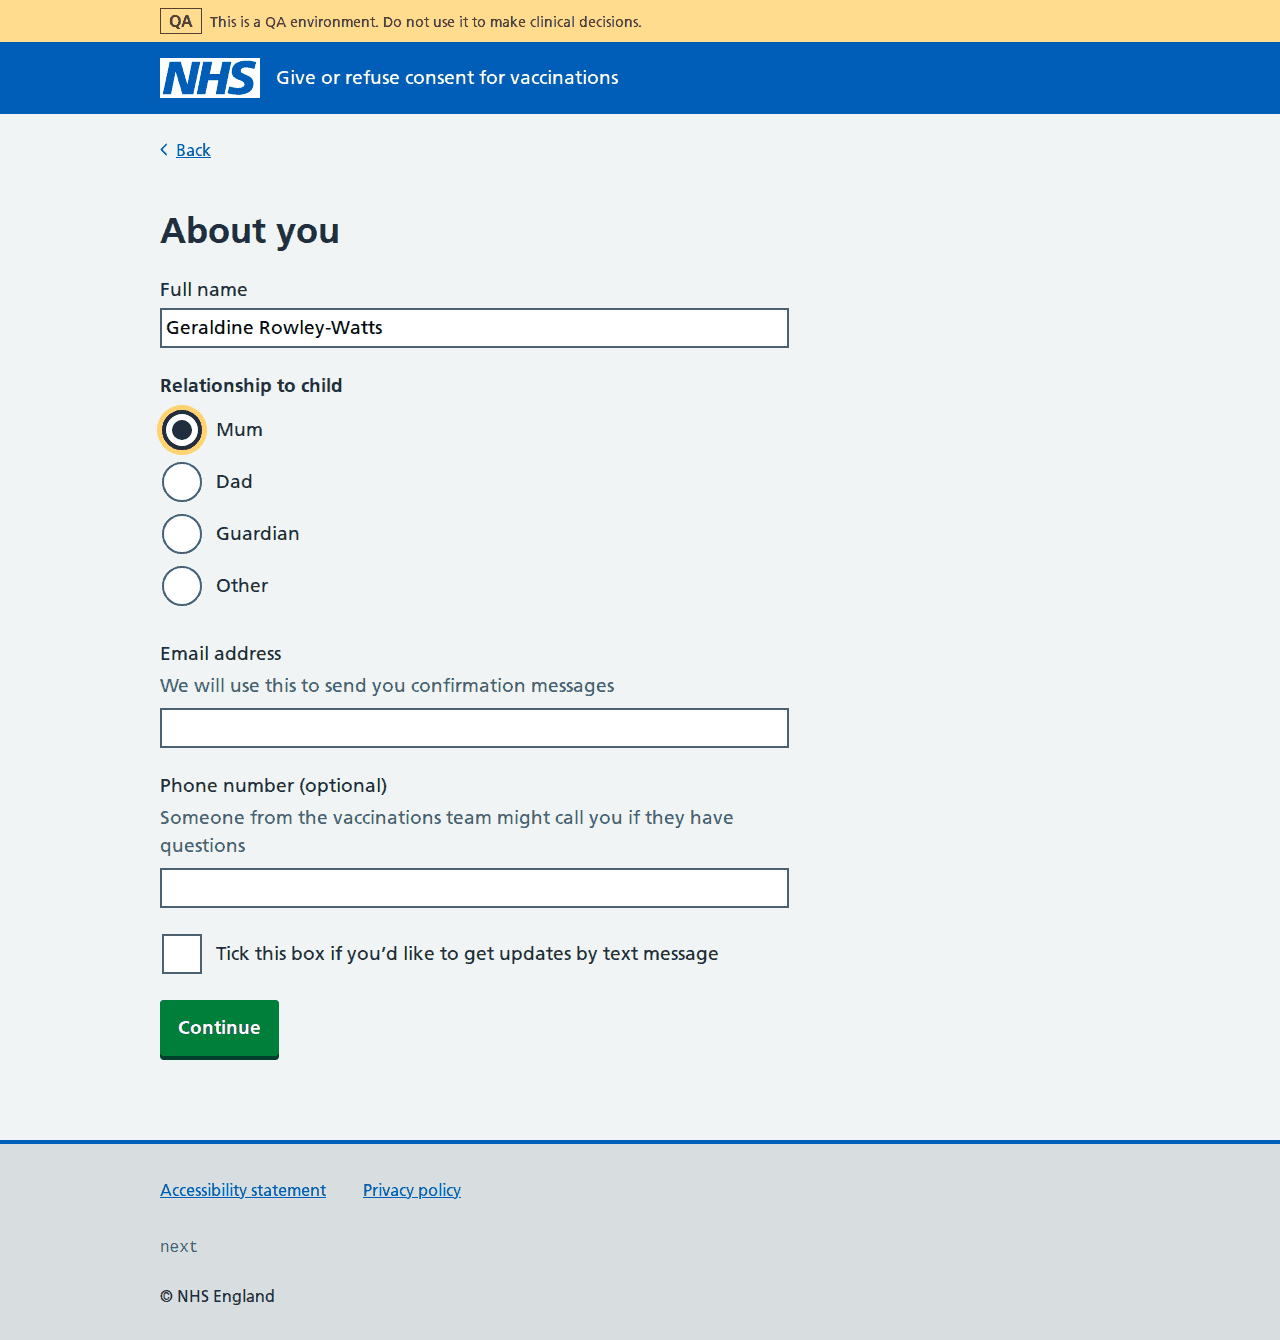 QA This is a QA environment. Do not use it to make clinical decisions.
NHS Give or refuse consent for vaccinations
Back
About you
Full name
Geraldine Rowley-Watts
Relationship to child
Mum
Dad
Guardian
Other
Email address
We will use this to send you confirmation messages
Phone number (optional)
Someone from the vaccinations team might call you if they have
questions
Tick this box if you’d like to get updates by text message
Continue
Accessibility statement Privacy policy
next
© NHS England